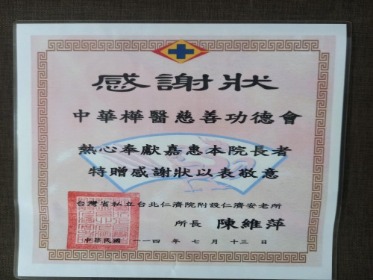 感謝狀
中華樺醫慈善功德會
熱心奉獻嘉惠本院長者
特贈感謝狀以表敬意
台灣省私立台北仁濟院附設仁濟安老所
所長 陳維萍
中華民國 一一四 年 七 月 十三 日